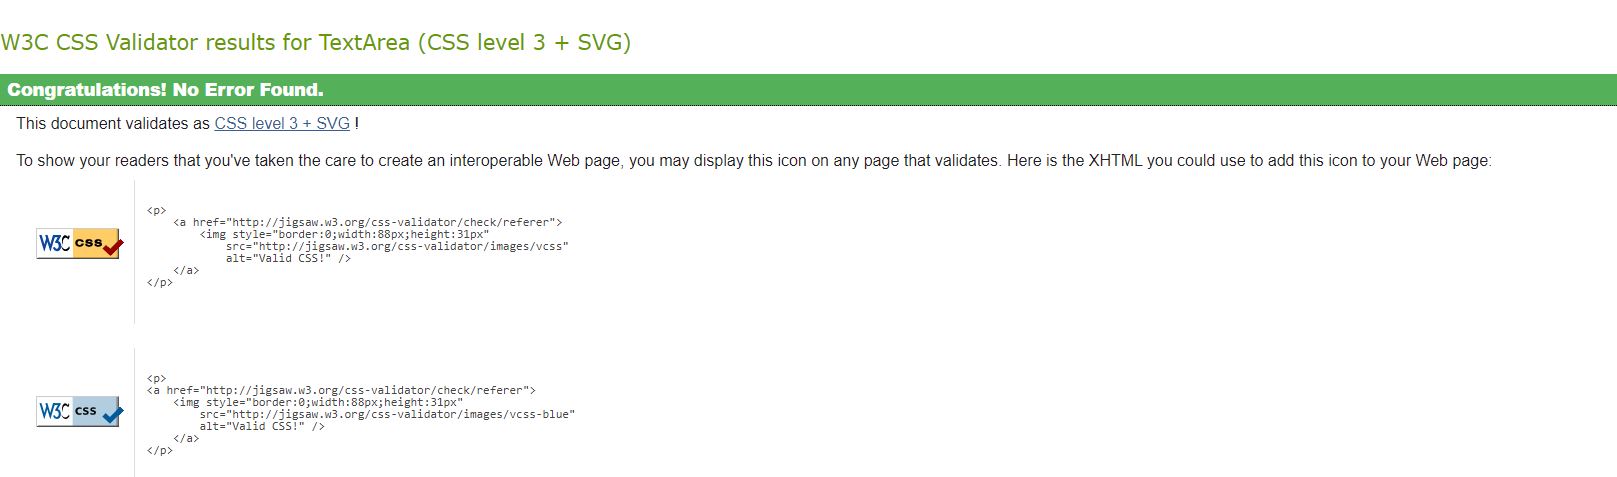 W3C CSS Validator results for TextArea (CSS level 3 + SVG)
Congratulations! No Error Found.
This document validates as CSS level 3 + SVG !
To show your readers that you've taken the care to create an interoperable Web page, you may display this icon on any page that validates. Here is the XHTML you could use to add this icon to your Web page:
W3C css
<p>
    <a href="http://jigsaw.w3.org/css-validator/check/referer">
        <img style="border:0;width:88px;height:31px"
            src="http://jigsaw.w3.org/css-validator/images/vcss"
            alt="Valid CSS!" />
    </a>
</p>
W3C css
<p>
<a href="http://jigsaw.w3.org/css-validator/check/referer">
    <img style="border:0;width:88px;height:31px"
        src="http://jigsaw.w3.org/css-validator/images/vcss-blue"
        alt="Valid CSS!" />
    </a>
</p>